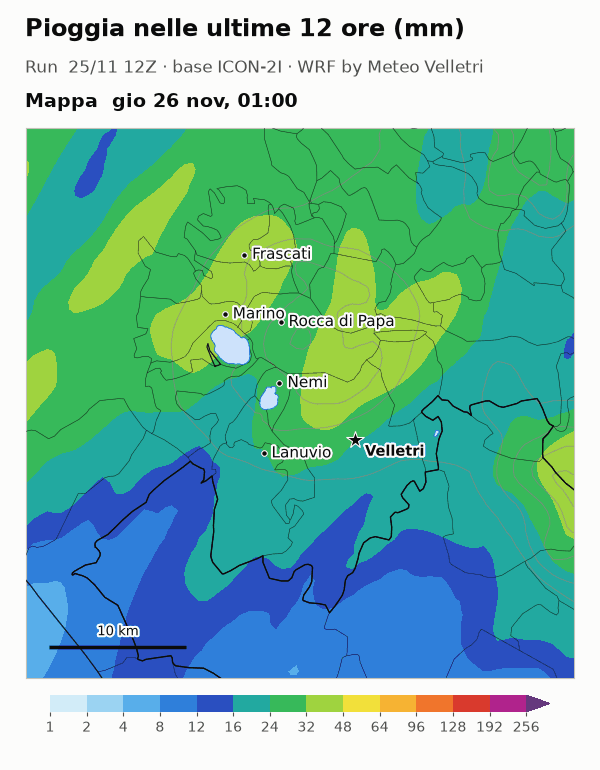 Pioggia nelle ultime 12 ore (mm)
Run  25/11 12Z · base ICON-2I · WRF by Meteo Velletri
Mappa  gio 26 nov, 01:00
Frascati
Marino
Rocca di Papa
Nemi
Velletri
Lanuvio
10 km
1 2 4 8 12 16 24 32 48 64 96 128 192 256